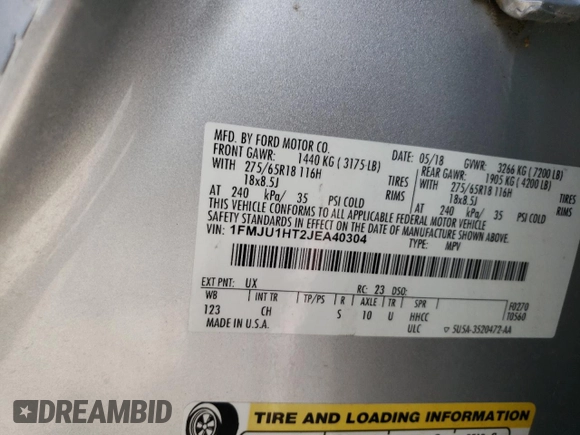 MFD. BY FORD MOTOR CO.
DATE: 05/18 GVWR: 3266 KG (7200 LB)
FRONT GAWR: 1440 KG (3175 LB) REAR GAWR: 1905 KG (4200 LB)
WITH 275/65R18 116H TIRES WITH 275/65R18 116H TIRES
18x8.5J RIMS 18x8.5J RIMS
AT 240 kPa/ 35 PSI COLD AT 240 kPa/ 35 PSI COLD
THIS VEHICLE CONFORMS TO ALL APPLICABLE FEDERAL MOTOR VEHICLE
SAFETY STANDARDS IN EFFECT ON THE DATE OF MANUFACTURE SHOWN ABOVE.
VIN: 1FMJU1HT2JEA40304 TYPE: MPV
EXT PNT: UX RC: 23 DSO:
WB INT TR TP/PS R AXLE TR SPR F0270
123 CH S 10 U HHCC T0560
MADE IN U.S.A. ULC 5U5A-3520472-AA
TIRE AND LOADING INFORMATION
DREAMBID